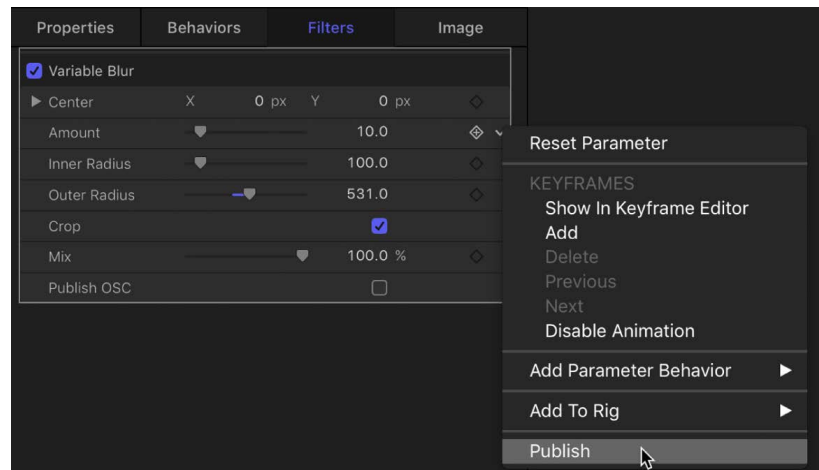 Properties Behaviors Filters Image
Variable Blur
Center X 0 px Y 0 px
Amount 10.0
Inner Radius 100.0
Outer Radius 531.0
Crop
Mix 100.0 %
Publish OSC
Reset Parameter
KEYFRAMES
Show In Keyframe Editor
Add
Delete
Previous
Next
Disable Animation
Add Parameter Behavior
Add To Rig
Publish